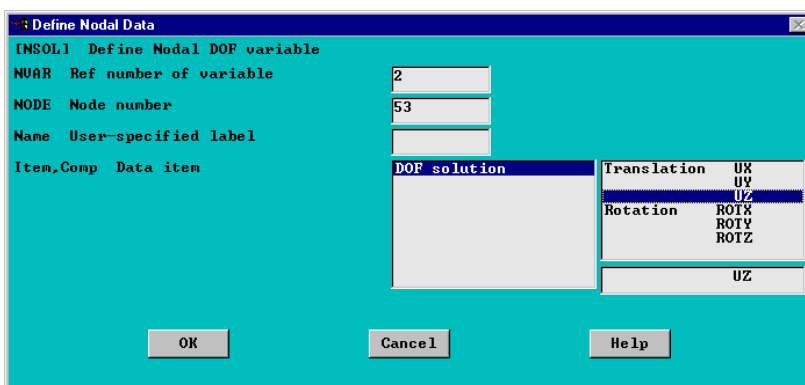 Define Nodal Data
[NSOL] Define Nodal DOF variable
NVAR Ref number of variable 2
NODE Node number 53
Name User-specified label
Item,Comp Data item DOF solution Translation UX
UY
UZ
Rotation ROTX
ROTY
ROTZ
UZ
OK Cancel Help